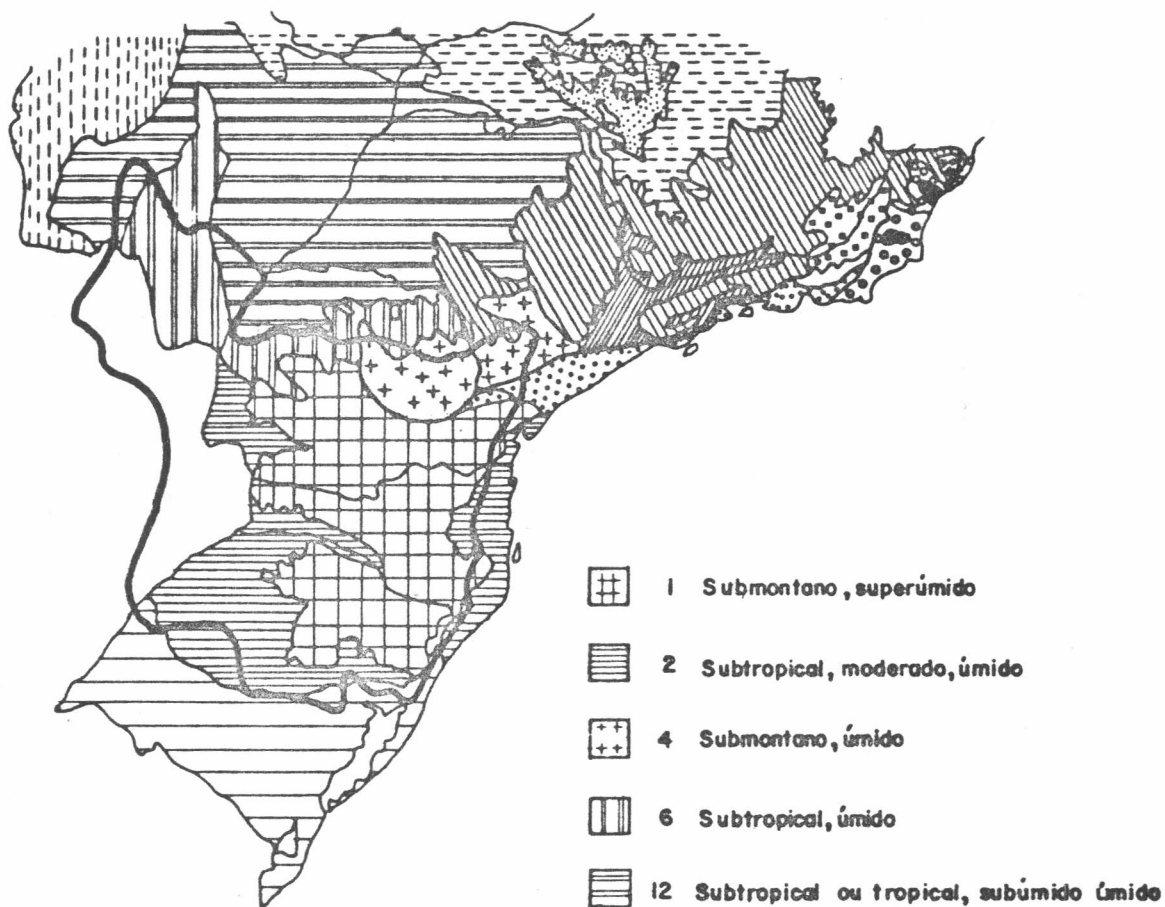 1 Submontano, superúmido
2 Subtropical, moderado, úmido
4 Submontano, úmido
6 Subtropical, úmido
12 Subtropical ou tropical, subúmido úmido